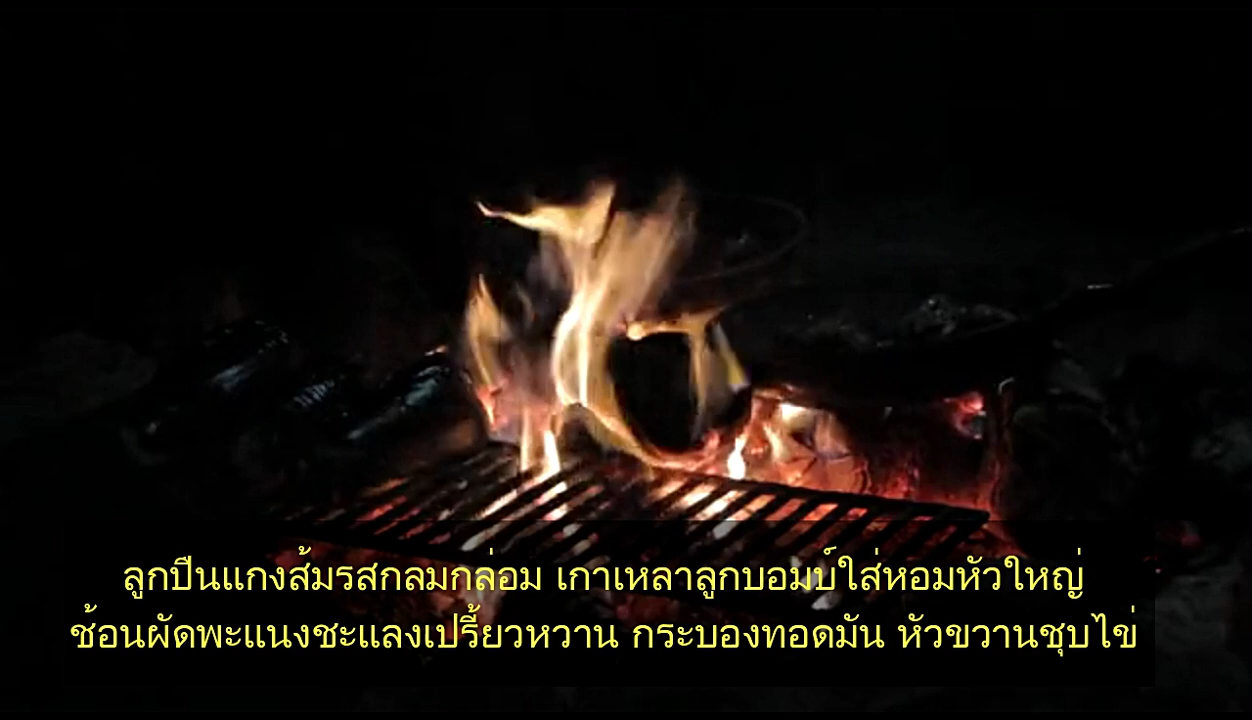 ลูกปืนแกงส้มรสกลมกล่อม เกาเหลาลูกบอมบ์ใส่หอมหัวใหญ่
ช้อนผัดพะแนงชะแลงเปรี้ยวหวาน กระบองทอดมัน หัวขวานชุบไข่